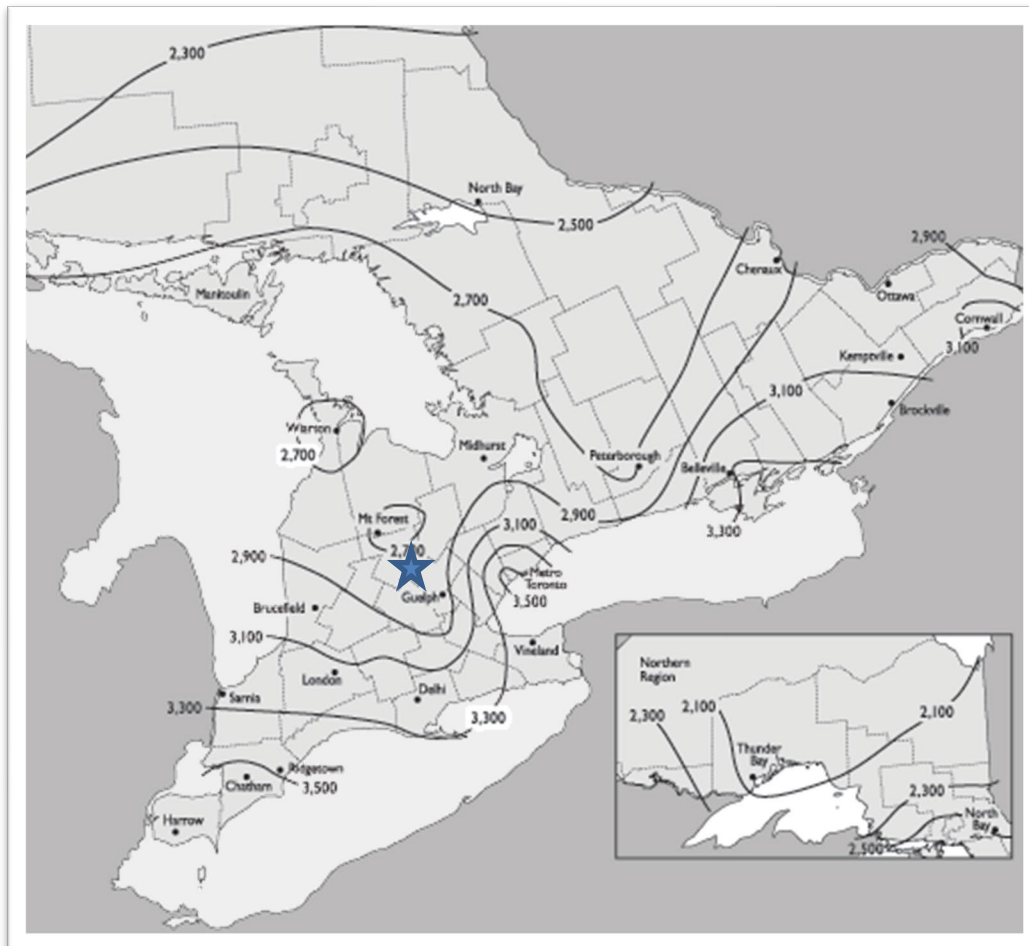 2,300
North Bay
2,500
2,900
Chenaux
Ottawa
Manitoulin
2,700
Cornwall
3,100
Kemptville
3,100
Brockville
Wiarton
2,700
Midhurst
Peterborough
Belleville
Mt Forest
2,900
3,100
3,300
2,700
2,900
Metro
Toronto
Guelph
3,500
Brucefield
3,100
Vineland
London
Delhi
Sarnia
3,300
3,300
Ridgetown
Chatham
3,500
Harrow
Northern
Region
2,300
2,100
2,100
Thunder
Bay
2,300
North
Bay
2,500